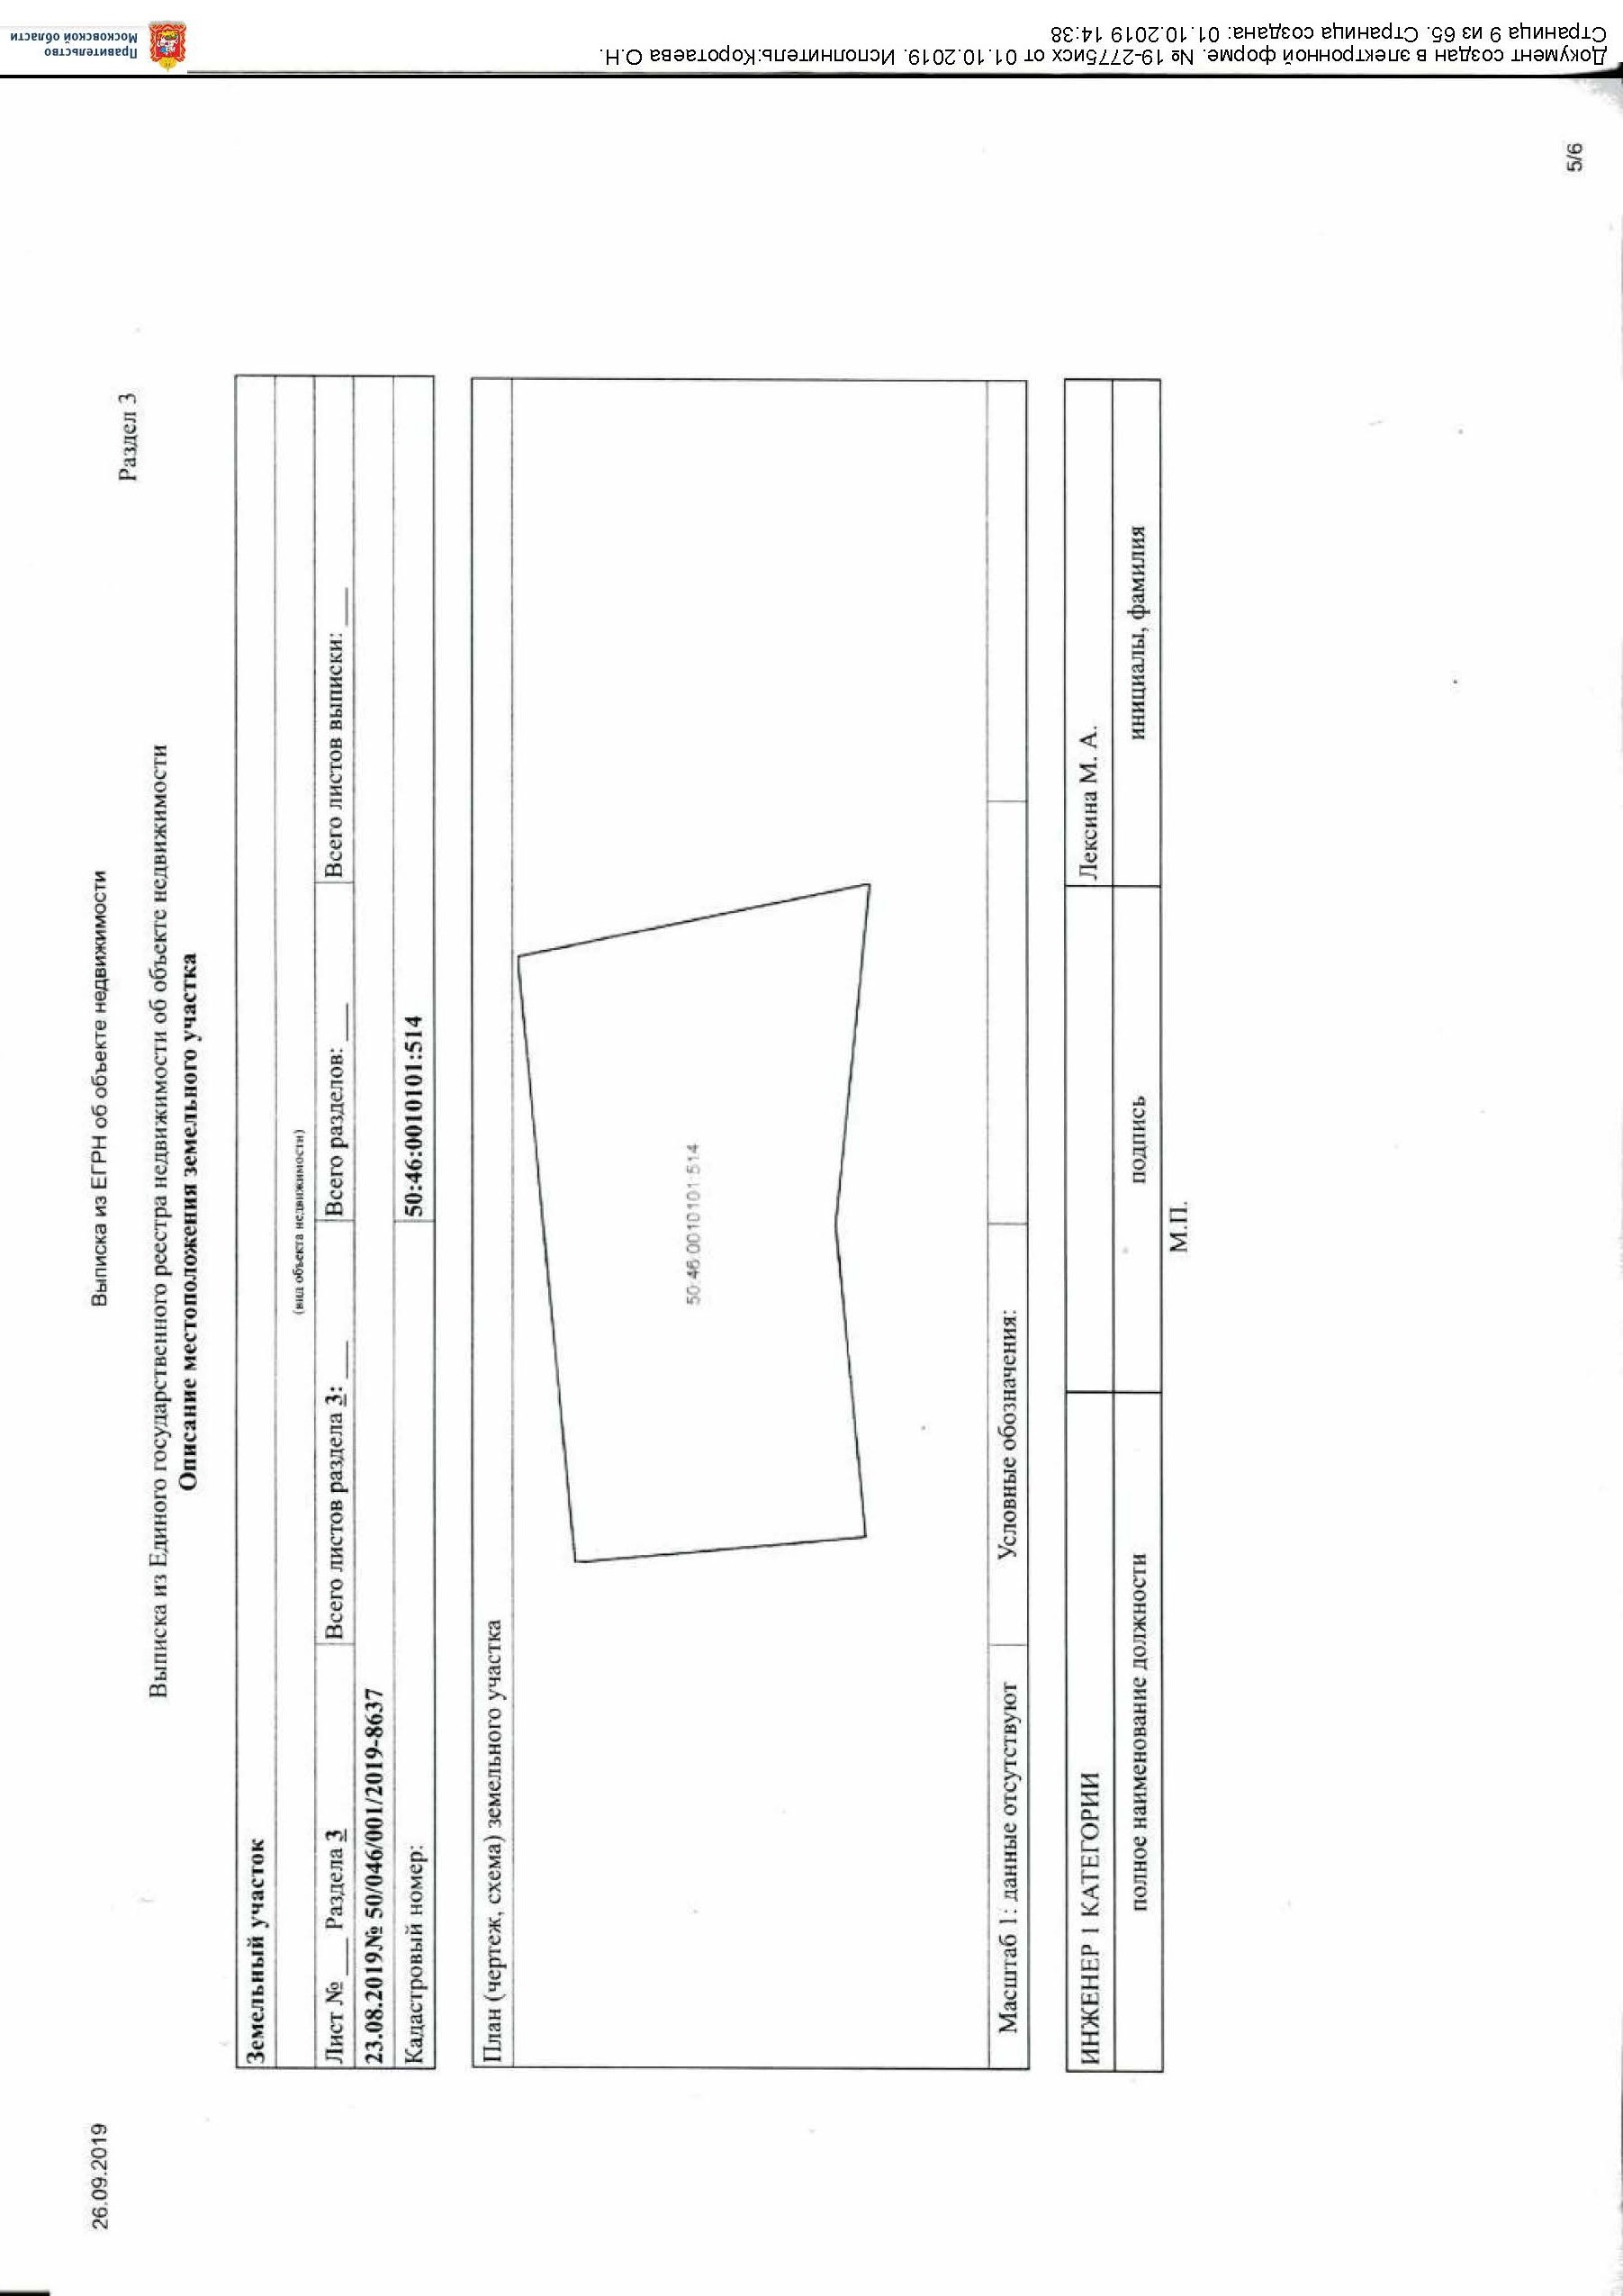 Документ создан в электронной форме. № 19-2775исх от 01.10.2019. Исполнитель:Коротаева О.Н.
Страница 9 из 65. Страница создана: 01.10.2019 14:38
Правительство
Московской области
26.09.2019
Выписка из ЕГРН об объекте недвижимости
Раздел 3
Выписка из Единого государственного реестра недвижимости об объекте недвижимости
Описание местоположения земельного участка
Земельный участок
(вид объекта недвижимости)
Лист № ___ Раздела 3
Всего листов раздела 3: ___
Всего разделов: ___
Всего листов выписки: ___
23.08.2019№ 50/046/001/2019-8637
Кадастровый номер:
50:46:0010101:514
План (чертеж, схема) земельного участка
50:46:0010101:514
Масштаб 1: данные отсутствуют
Условные обозначения:
ИНЖЕНЕР 1 КАТЕГОРИИ
Лексина М. А.
полное наименование должности
подпись
инициалы, фамилия
М.П.
5/6